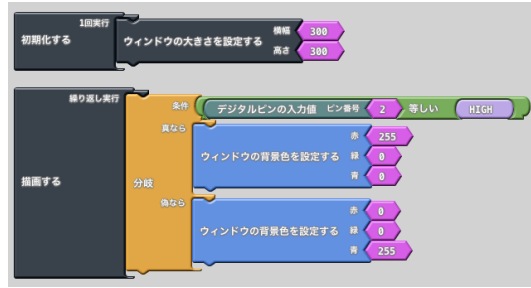 1回実行
初期化する
ウィンドウの大きさを設定する
横幅 300
高さ 300
繰り返し実行
描画する
分岐
条件
デジタルピンの入力値 ピン番号 2 等しい HIGH
真なら
ウィンドウの背景色を設定する
赤 255
緑 0
青 0
偽なら
ウィンドウの背景色を設定する
赤 0
緑 0
青 255